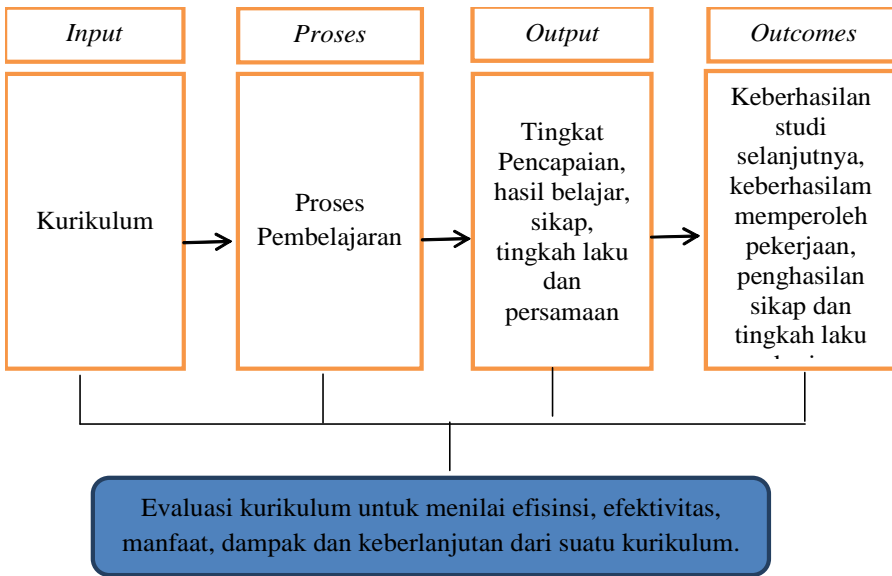 Input
Proses
Output
Outcomes
Kurikulum
Proses
Pembelajaran
Tingkat
Pencapaian,
hasil belajar,
sikap,
tingkah laku
dan
persamaan
Keberhasilan
studi
selanjutnya,
keberhasilam
memperoleh
pekerjaan,
penghasilan
sikap dan
tingkah laku
Evaluasi kurikulum untuk menilai efisinsi, efektivitas,
manfaat, dampak dan keberlanjutan dari suatu kurikulum.